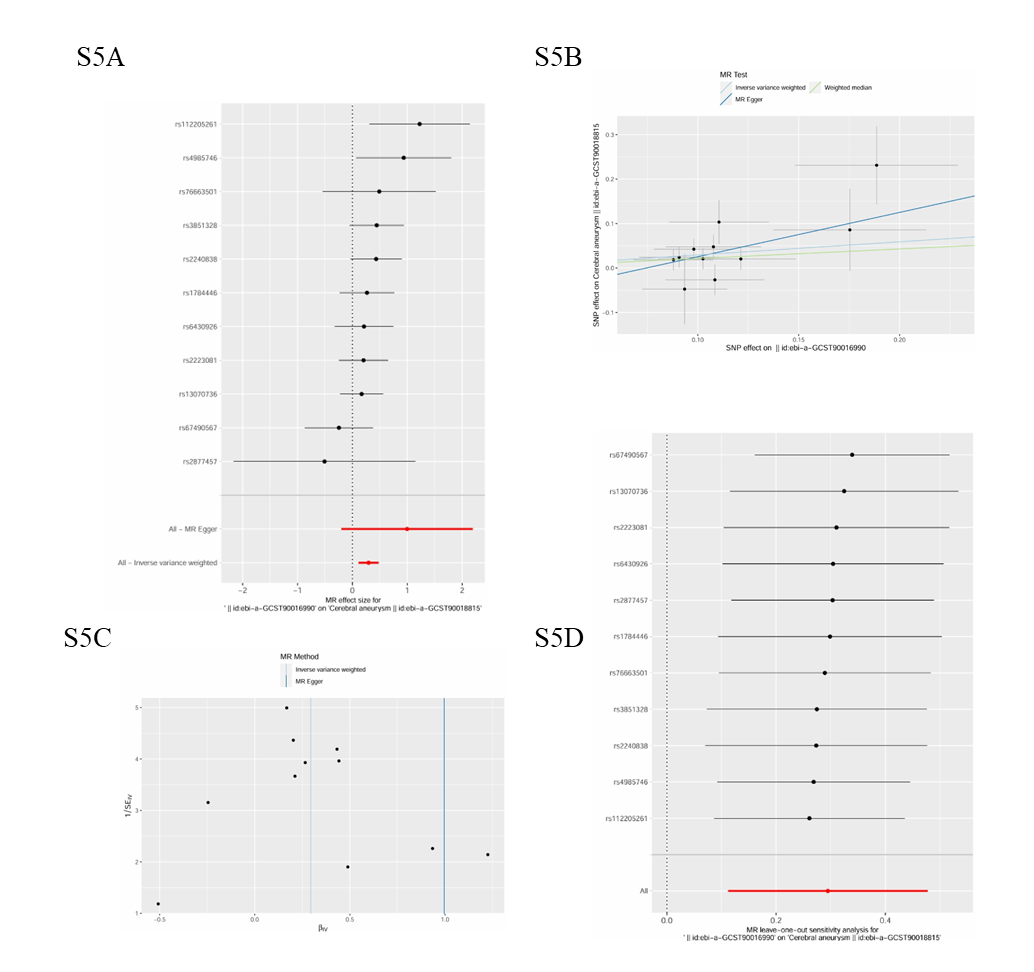 S5A
rs112205261
rs4985746
rs76663501
rs3851328
rs2240838
rs1784446
rs6430926
rs2223081
rs13070736
rs67490567
rs2877457
All − MR Egger
All − Inverse variance weighted
−2 −1 0 1 2
MR effect size for
' || id:ebi-a-GCST90016990' on 'Cerebral aneurysm || id:ebi-a-GCST90018815'
S5B
MR Test
Inverse variance weighted Weighted median
MR Egger
SNP effect on Cerebral aneurysm || id:ebi-a-GCST90018815
0.3
0.2
0.1
0.0
−0.1
0.10 0.15 0.20
SNP effect on || id:ebi-a-GCST90016990
S5C
MR Method
Inverse variance weighted
MR Egger
1/SEIV
5
4
3
2
1
−0.5 0.0 0.5 1.0
βIV
S5D
rs67490567
rs13070736
rs2223081
rs6430926
rs2877457
rs1784446
rs76663501
rs3851328
rs2240838
rs4985746
rs112205261
All
0.0 0.2 0.4
MR leave−one−out sensitivity analysis for
' || id:ebi-a-GCST90016990' on 'Cerebral aneurysm || id:ebi-a-GCST90018815'